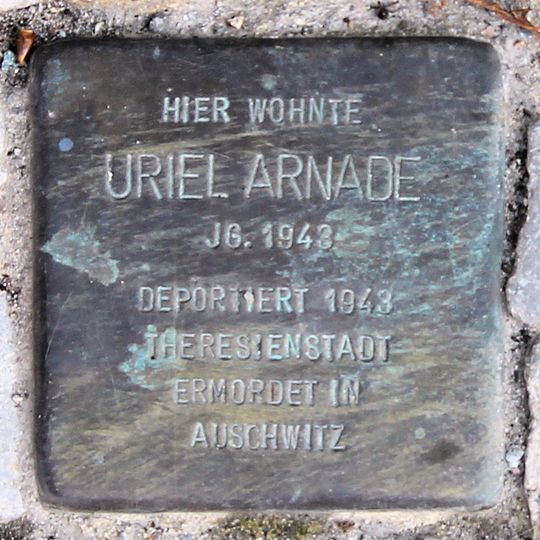 HIER WOHNTE
URIEL ARNADE
JG. 1943
DEPORTIERT 1943
THERESIENSTADT
ERMORDET IN
AUSCHWITZ